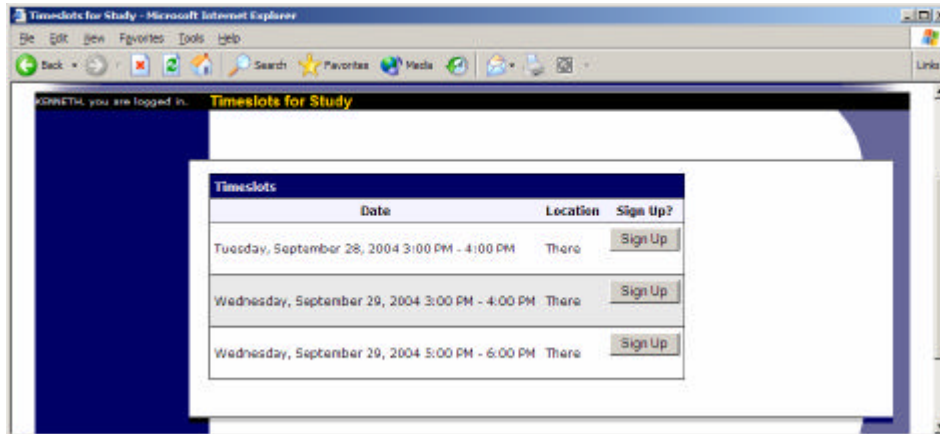 Timeslots for Study - Microsoft Internet Explorer
File Edit View Favorites Tools Help
Back Search Favorites Media Links
KENNETH, you are logged in. Timeslots for Study
Timeslots
Date Location Sign Up?
Tuesday, September 28, 2004 3:00 PM - 4:00 PM There Sign Up
Wednesday, September 29, 2004 3:00 PM - 4:00 PM There Sign Up
Wednesday, September 29, 2004 5:00 PM - 6:00 PM There Sign Up